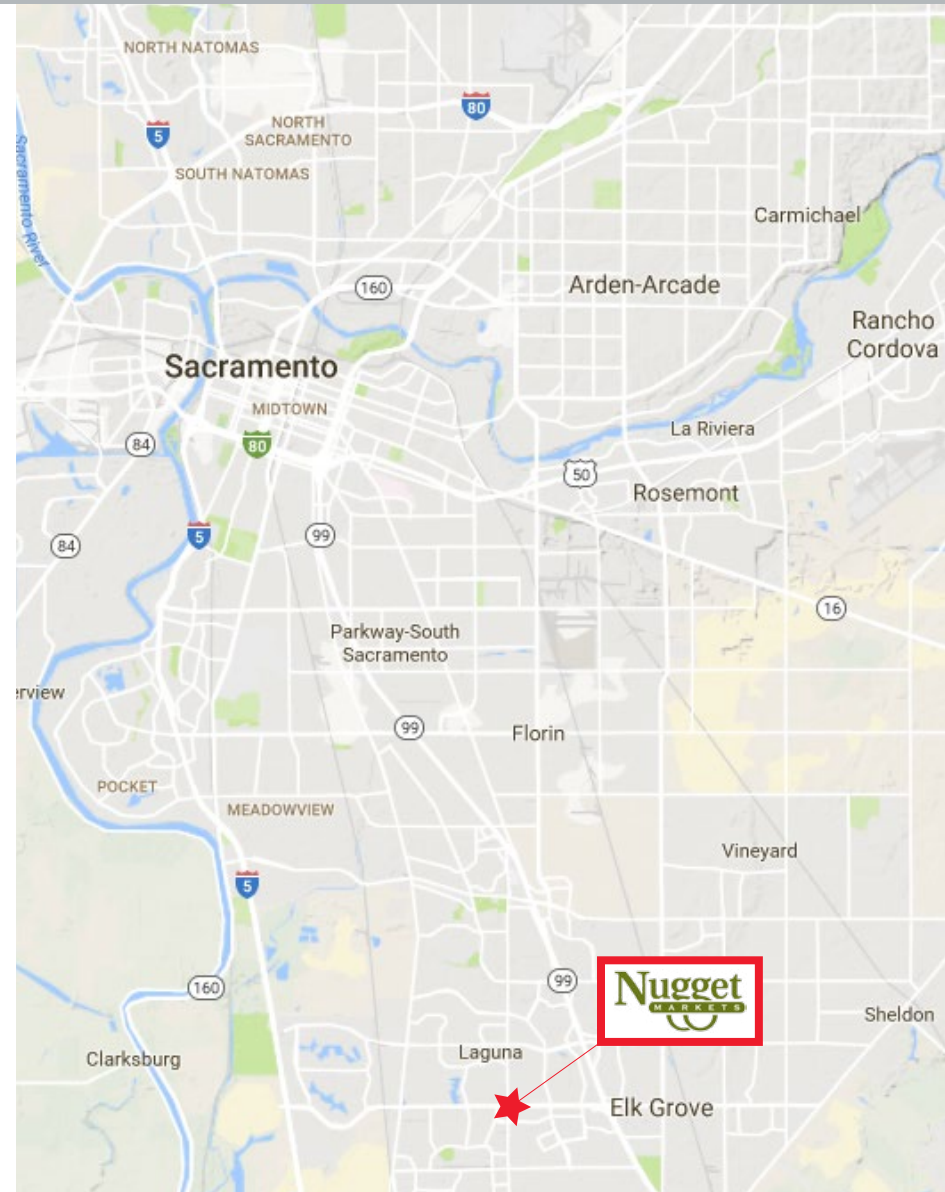 NORTH NATOMAS
80
5
NORTH
SACRAMENTO
SOUTH NATOMAS
Sacramento River
Carmichael
160
Arden-Arcade
Rancho
Cordova
Sacramento
MIDTOWN
84
80
La Riviera
50
Rosemont
5
99
84
16
Parkway-South
Sacramento
erview
99
Florin
POCKET
MEADOWVIEW
Vineyard
5
99
160
Nugget
MARKETS
Sheldon
Laguna
Clarksburg
Elk Grove